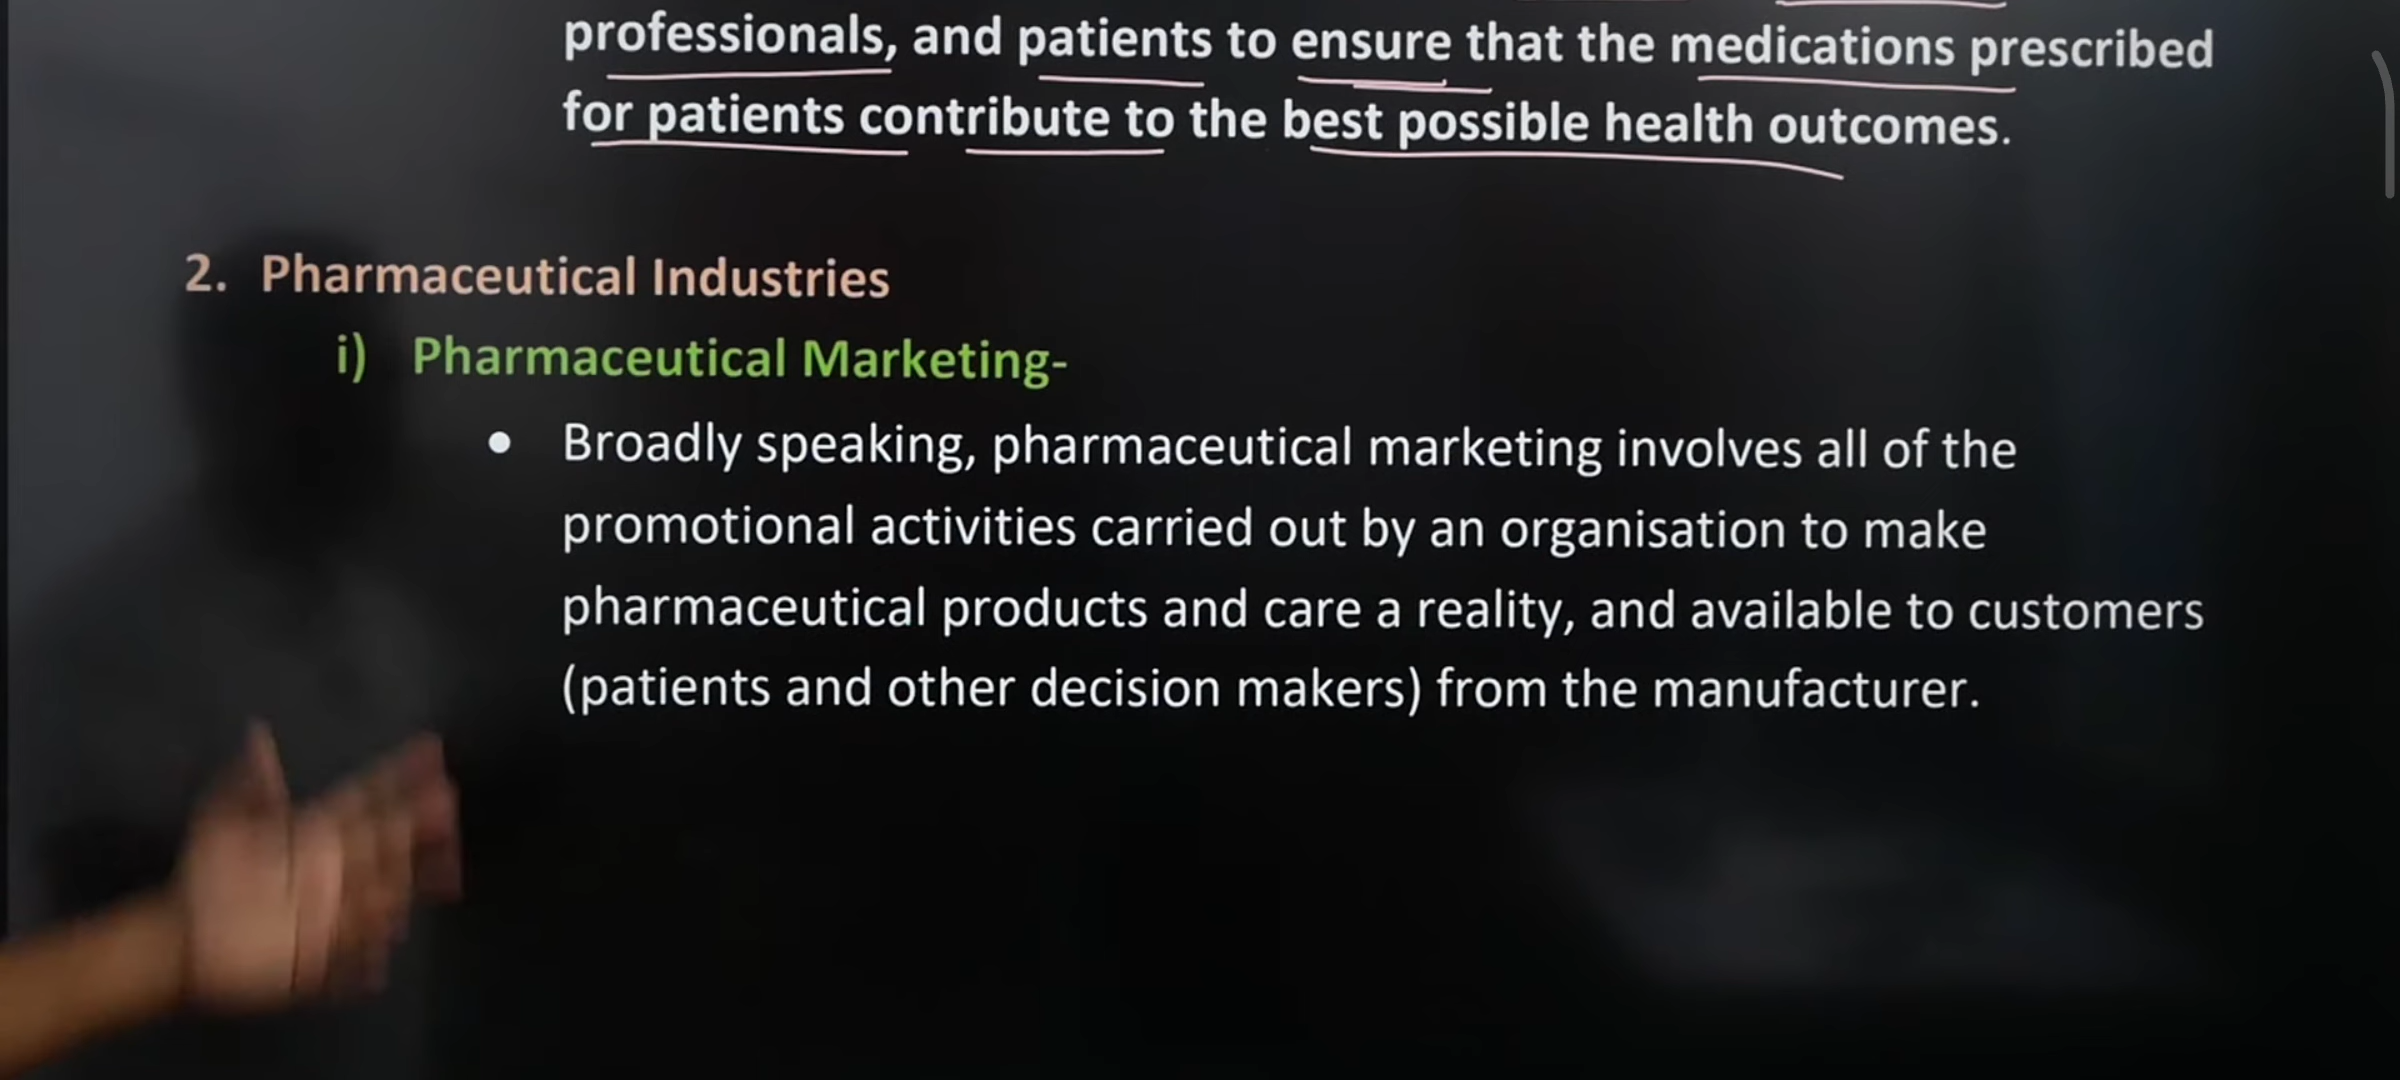 professionals, and patients to ensure that the medications prescribed
for patients contribute to the best possible health outcomes.
2. Pharmaceutical Industries
i) Pharmaceutical Marketing-
• Broadly speaking, pharmaceutical marketing involves all of the
promotional activities carried out by an organisation to make
pharmaceutical products and care a reality, and available to customers
(patients and other decision makers) from the manufacturer.